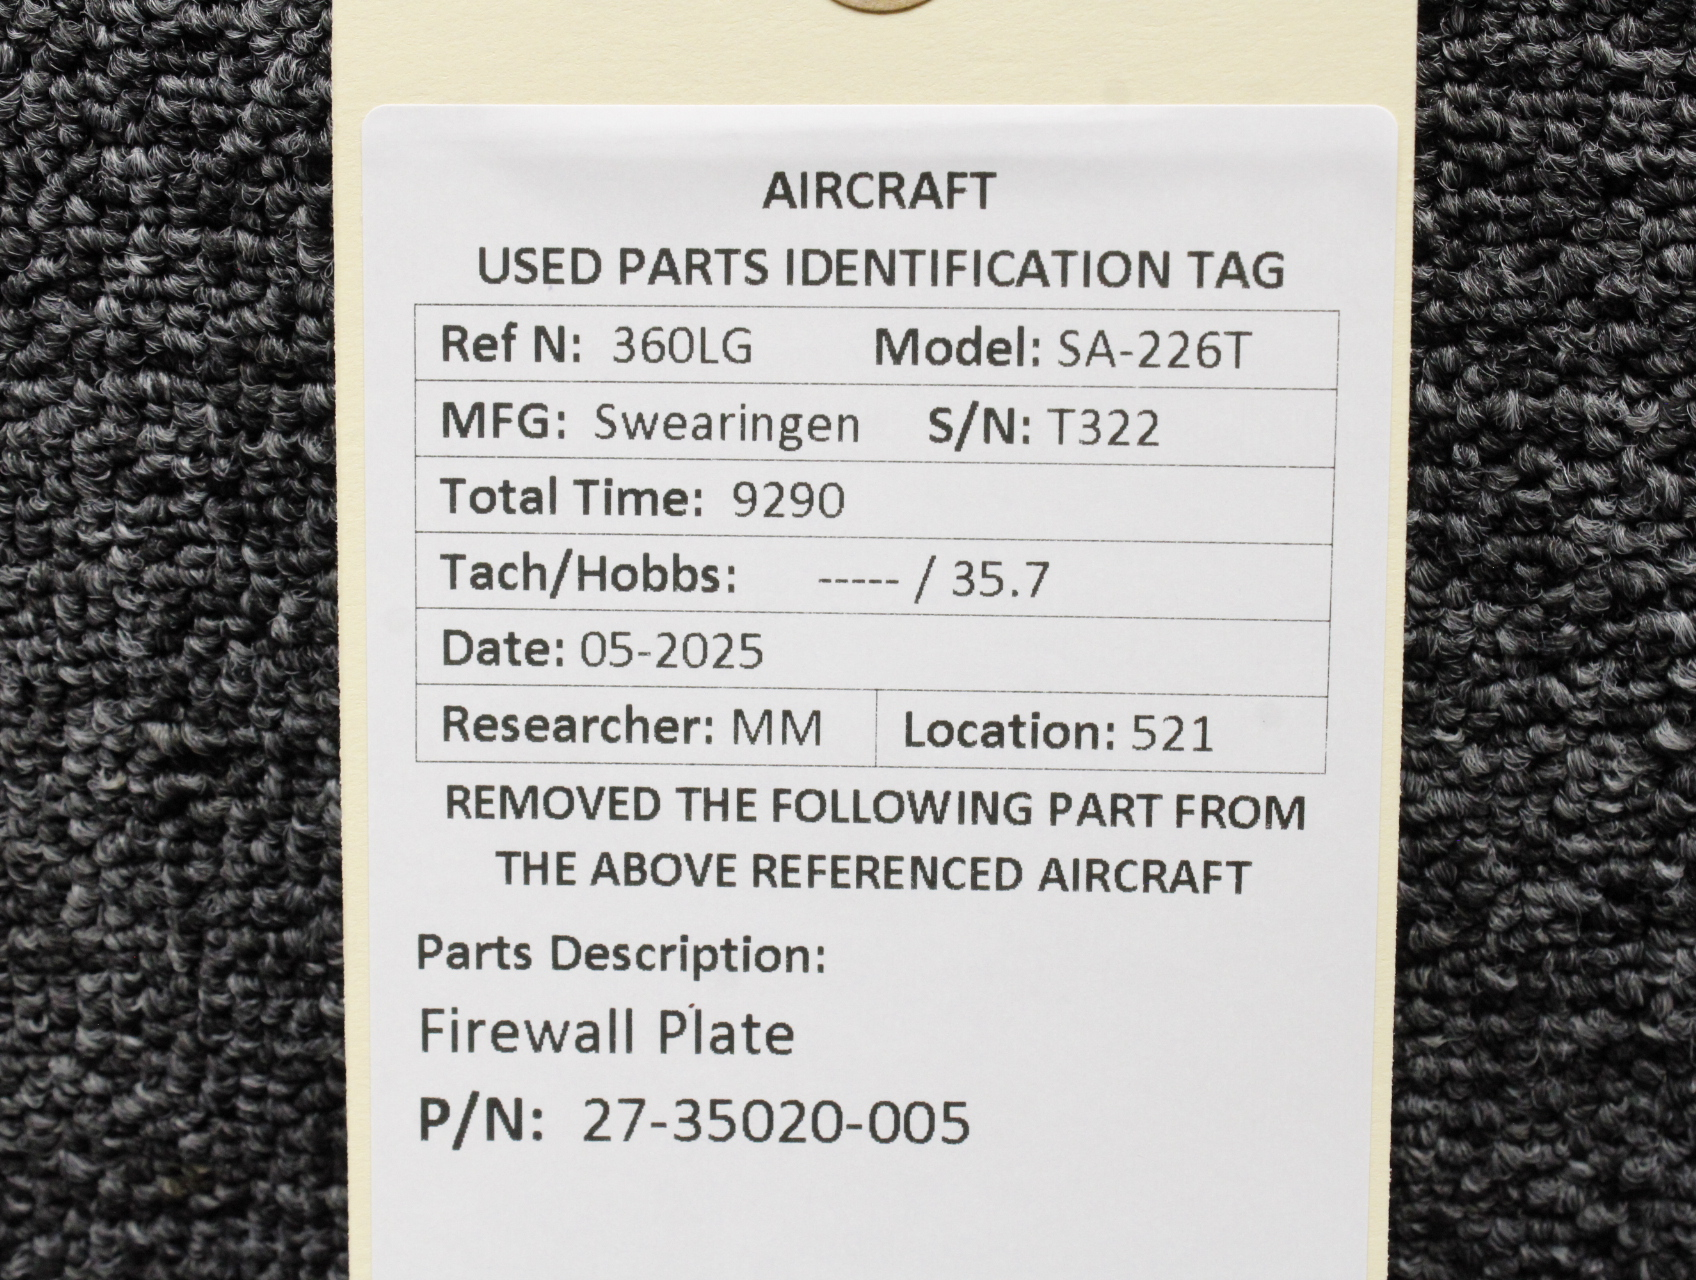 AIRCRAFT
USED PARTS IDENTIFICATION TAG
Ref N: 360LG Model: SA-226T
MFG: Swearingen S/N: T322
Total Time: 9290
Tach/Hobbs: ----- / 35.7
Date: 05-2025
Researcher: MM Location: 521
REMOVED THE FOLLOWING PART FROM
THE ABOVE REFERENCED AIRCRAFT
Parts Description:
Firewall Plate
P/N: 27-35020-005